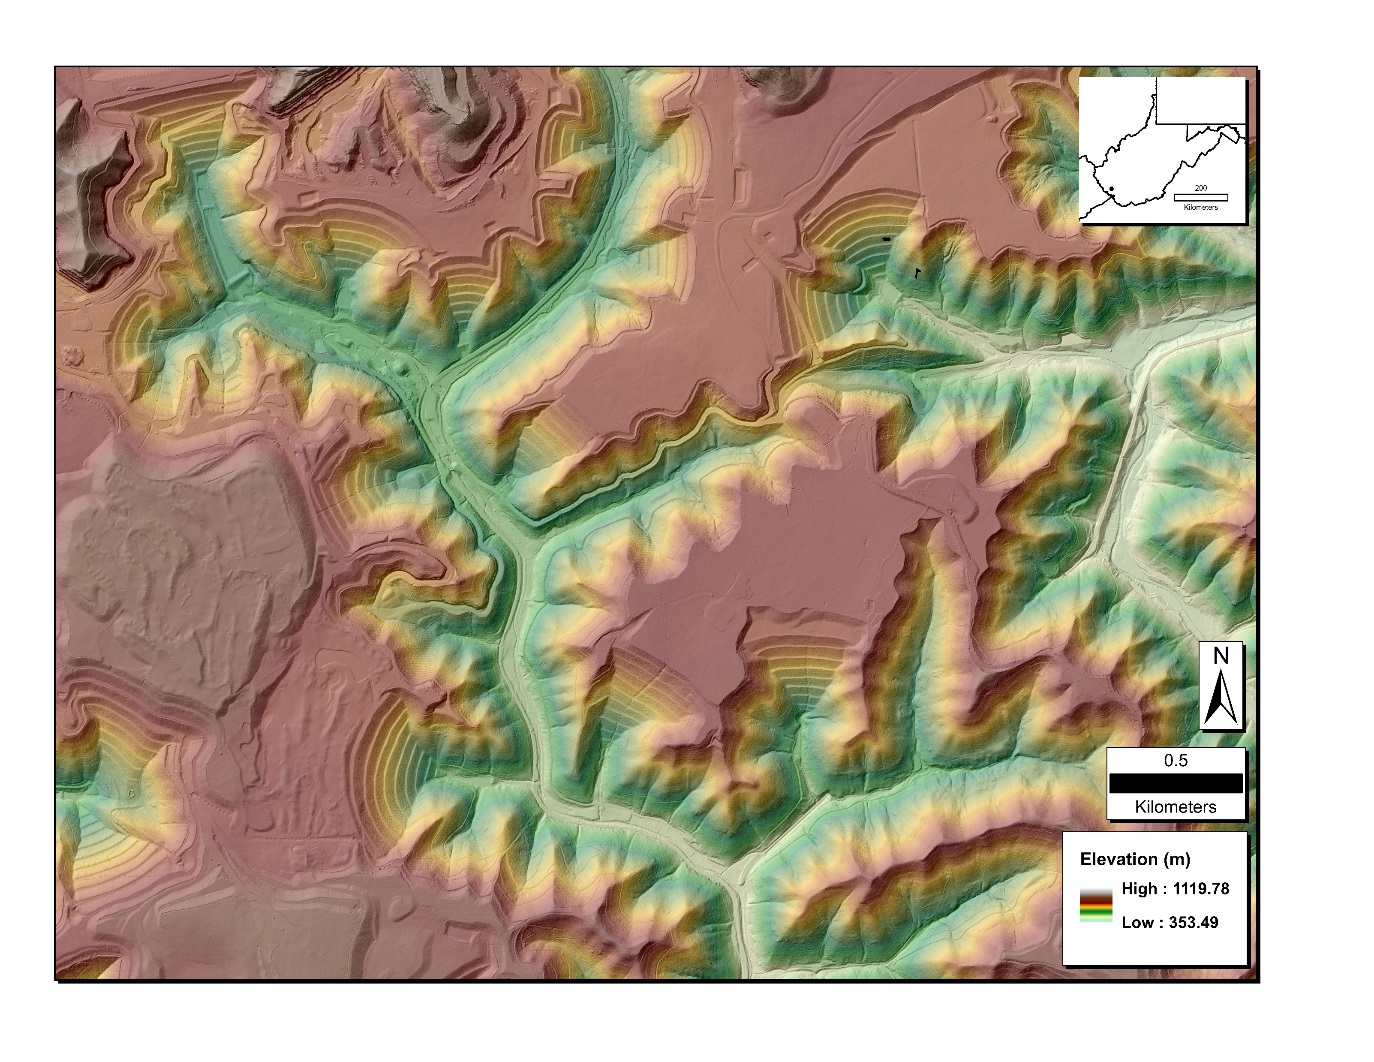 200
Kilometers
N
0.5
Kilometers
Elevation (m)
High : 1119.78
Low : 353.49